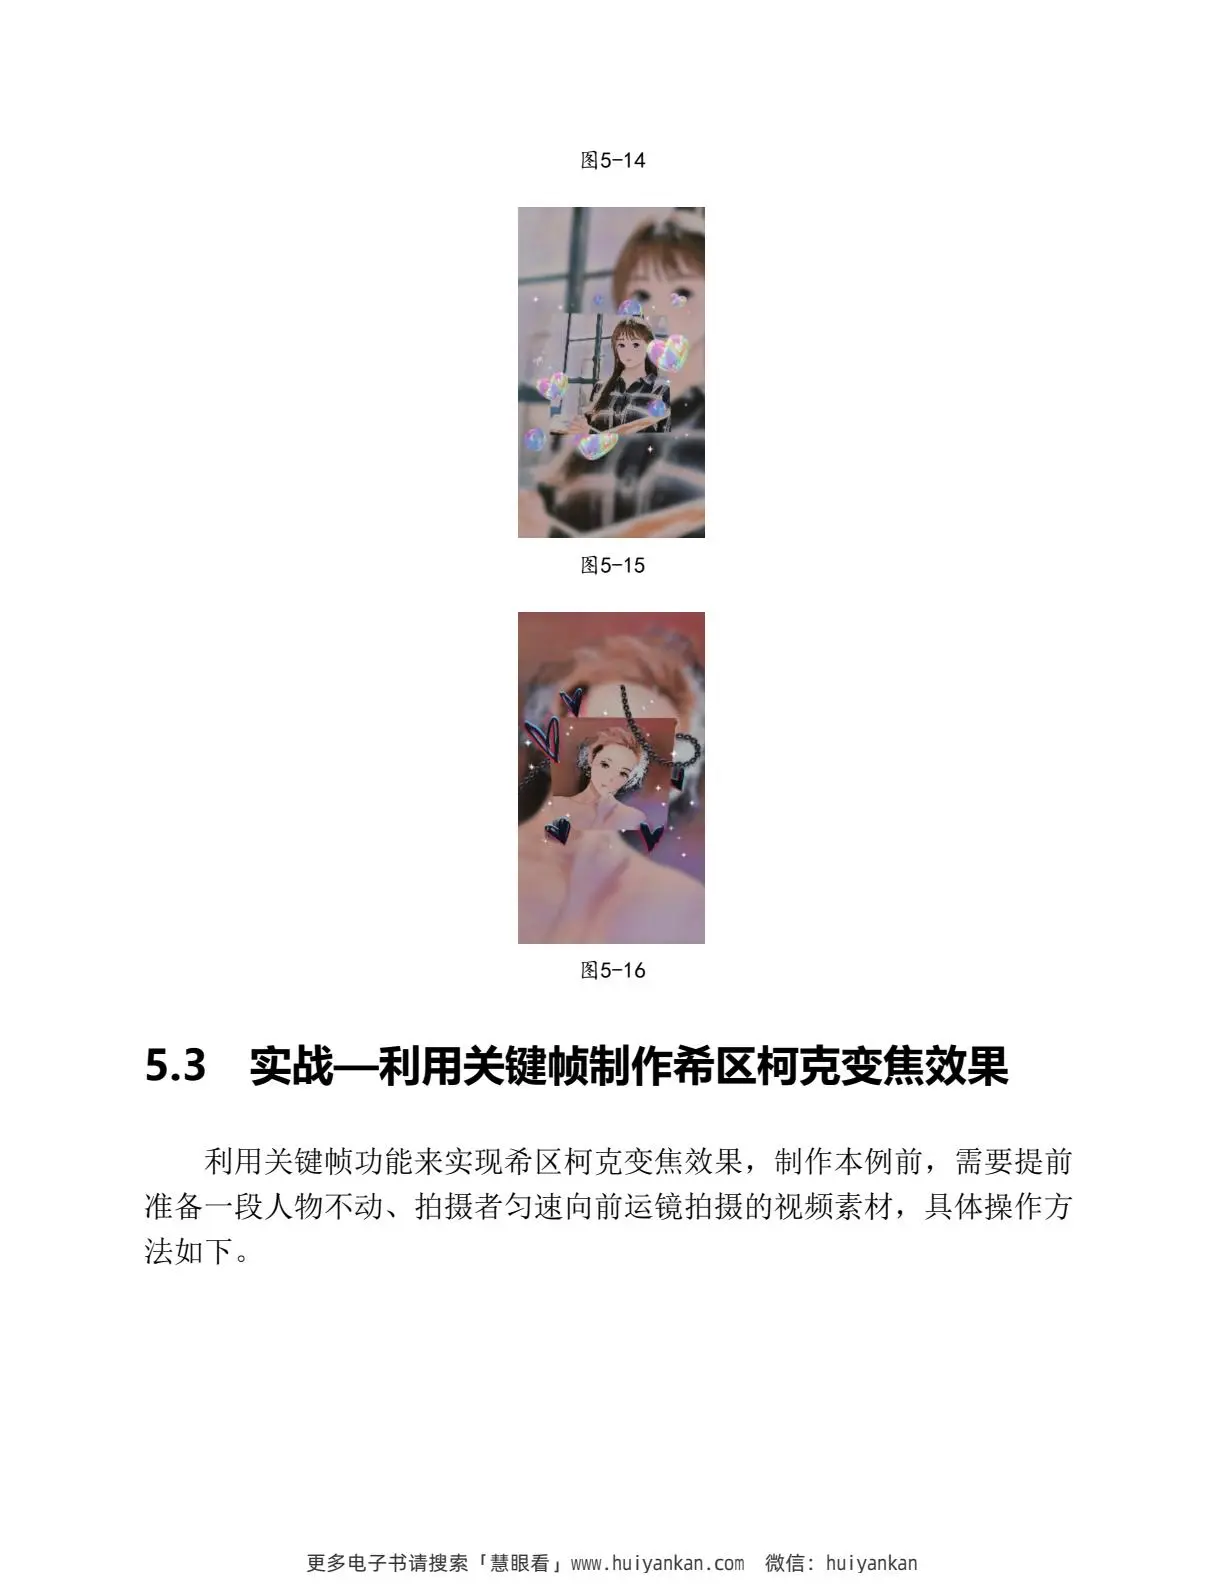 图5-14
图5-15
图5-16
5.3 实战—利用关键帧制作希区柯克变焦效果
利用关键帧功能来实现希区柯克变焦效果，制作本例前，需要提前
准备一段人物不动、拍摄者匀速向前运镜拍摄的视频素材，具体操作方
法如下。
更多电子书请搜索「慧眼看」www.huiyankan.com 微信：huiyankan